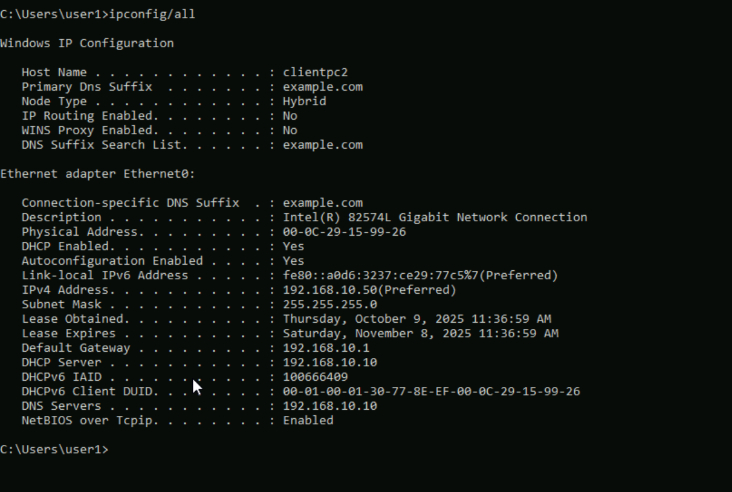 C:\Users\user1>ipconfig/all
Windows IP Configuration
Host Name . . . . . . . . . . . . : clientpc2
Primary Dns Suffix  . . . . . . . : example.com
Node Type . . . . . . . . . . . . : Hybrid
IP Routing Enabled. . . . . . . . : No
WINS Proxy Enabled. . . . . . . . : No
DNS Suffix Search List. . . . . . : example.com
Ethernet adapter Ethernet0:
Connection-specific DNS Suffix  . : example.com
Description . . . . . . . . . . . : Intel(R) 82574L Gigabit Network Connection
Physical Address. . . . . . . . . : 00-0C-29-15-99-26
DHCP Enabled. . . . . . . . . . . : Yes
Autoconfiguration Enabled . . . . : Yes
Link-local IPv6 Address . . . . . : fe80::a0d6:3237:ce29:77c5%7(Preferred)
IPv4 Address. . . . . . . . . . . : 192.168.10.50(Preferred)
Subnet Mask . . . . . . . . . . . : 255.255.255.0
Lease Obtained. . . . . . . . . . : Thursday, October 9, 2025 11:36:59 AM
Lease Expires . . . . . . . . . . : Saturday, November 8, 2025 11:36:59 AM
Default Gateway . . . . . . . . . : 192.168.10.1
DHCP Server . . . . . . . . . . . : 192.168.10.10
DHCPv6 IAID . . . . . . . . . . . : 100666409
DHCPv6 Client DUID. . . . . . . . : 00-01-00-01-30-77-8E-EF-00-0C-29-15-99-26
DNS Servers . . . . . . . . . . . : 192.168.10.10
NetBIOS over Tcpip. . . . . . . . : Enabled
C:\Users\user1>